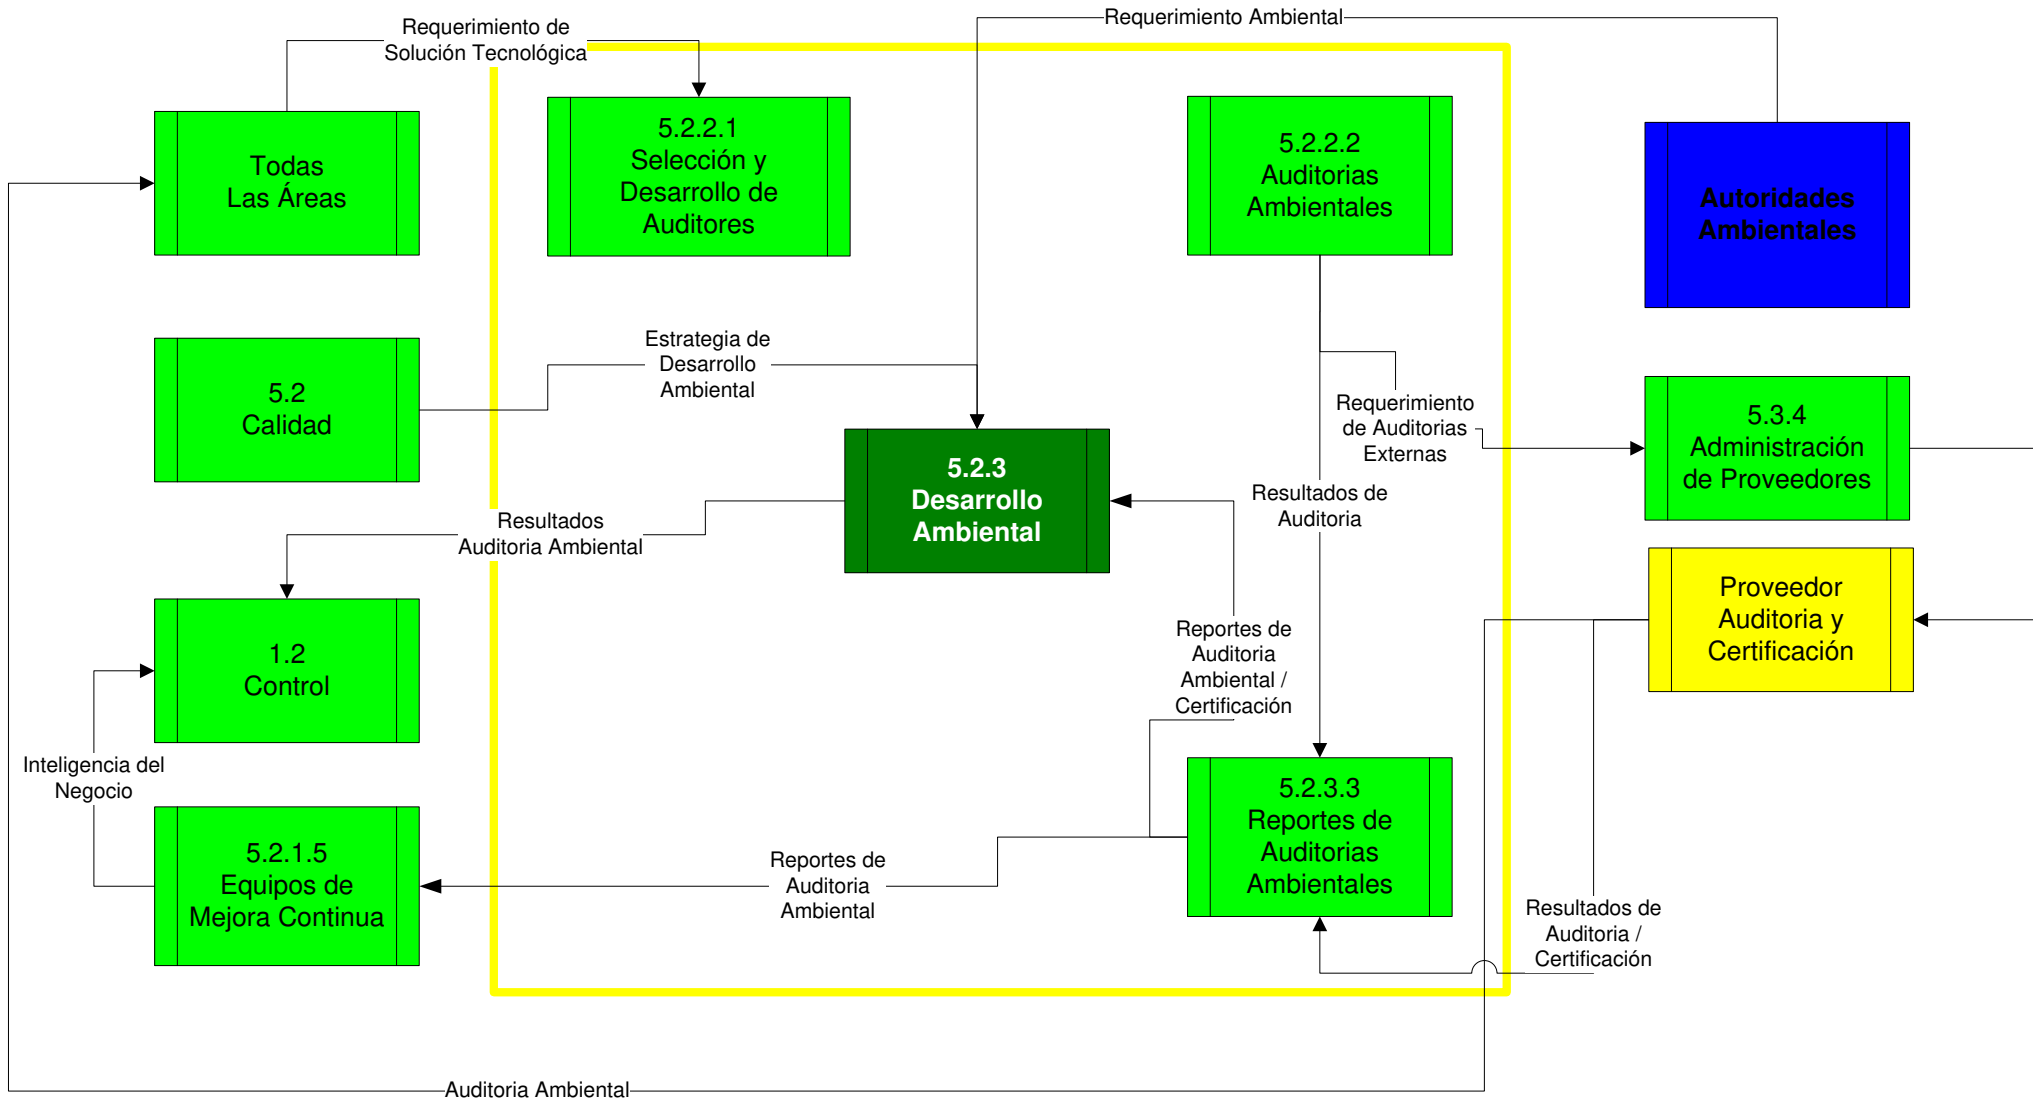 Requerimiento Ambiental
Requerimiento de
Solución Tecnológica
Todas
Las Áreas
5.2.2.1
Selección y
Desarrollo de
Auditores
5.2.2.2
Auditorias
Ambientales
Autoridades
Ambientales
5.2
Calidad
Estrategia de
Desarrollo
Ambiental
Requerimiento
de Auditorias
Externas
5.3.4
Administración
de Proveedores
5.2.3
Desarrollo
Ambiental
Resultados de
Auditoria
Resultados
Auditoria Ambiental
Proveedor
Auditoria y
Certificación
1.2
Control
Reportes de
Auditoria
Ambiental /
Certificación
Inteligencia del
Negocio
5.2.1.5
Equipos de
Mejora Continua
Reportes de
Auditoria
Ambiental
5.2.3.3
Reportes de
Auditorias
Ambientales
Resultados de
Auditoria /
Certificación
Auditoria Ambiental